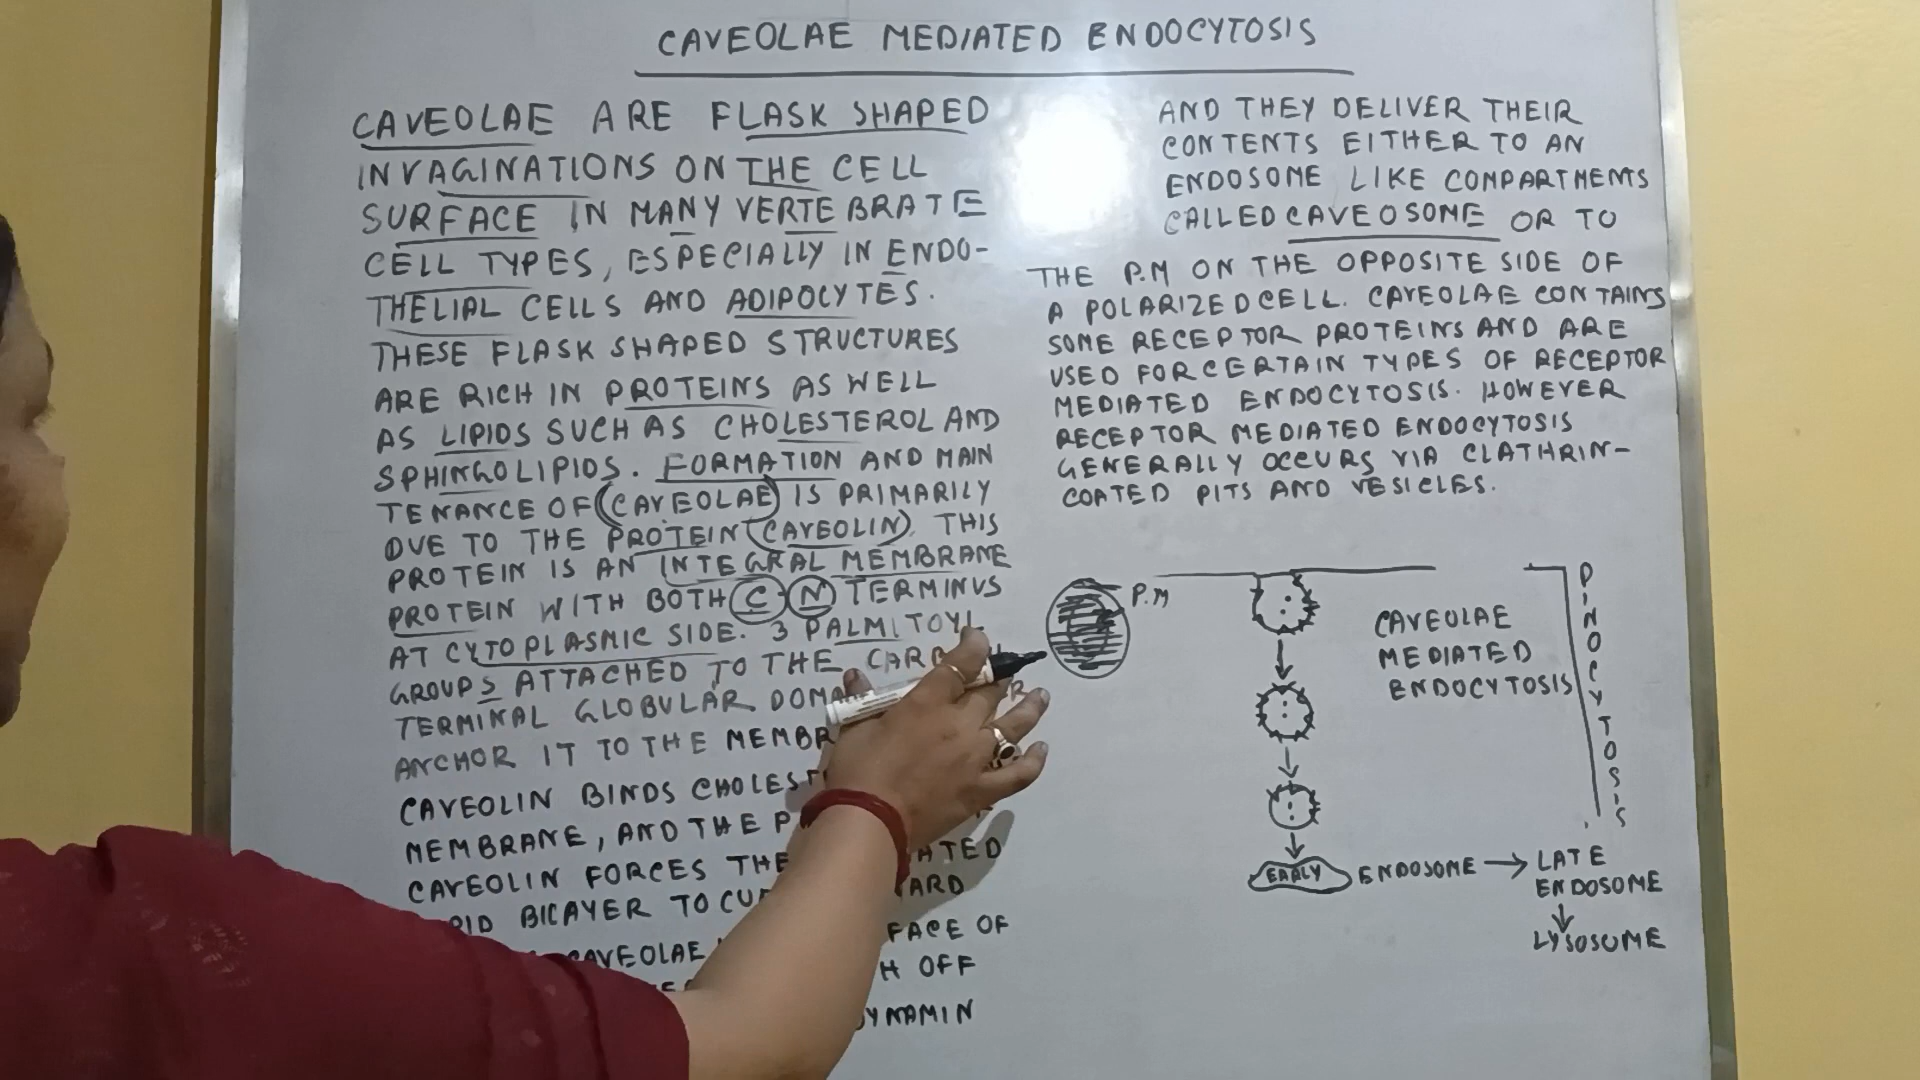 CAVEOLAE MEDIATED ENDOCYTOSIS
CAVEOLAE ARE FLASK SHAPED
INVAGINATIONS ON THE CELL
SURFACE IN MANY VERTEBRATE
CELL TYPES, ESPECIALLY IN ENDO-
THELIAL CELLS AND ADIPOCYTES.
THESE FLASK SHAPED STRUCTURES
ARE RICH IN PROTEINS AS WELL
AS LIPIDS SUCH AS CHOLESTEROL AND
SPHINGOLIPIDS. FORMATION AND MAIN
TENANCE OF (CAVEOLAE) IS PRIMARILY
DUE TO THE PROTEIN (CAVEOLIN). THIS
PROTEIN IS AN INTEGRAL MEMBRANE
PROTEIN WITH BOTH C N TERMINUS
AT CYTOPLASMIC SIDE. 3 PALMITOYL
GROUPS ATTACHED TO THE
TERMINAL GLOBULAR
ANCHOR IT TO THE
CAVEOLIN BINDS
MEMBRANE, AND THE
CAVEOLIN FORCES THE
BICAYER TO
CAVEOLAE FACE OF
OFF
AND THEY DELIVER THEIR
CONTENTS EITHER TO AN
ENDOSOME LIKE COMPARTMENTS
CALLED CAVEOSOME OR TO
THE P.M ON THE OPPOSITE SIDE OF
A POLARIZED CELL. CAVEOLAE CONTAINS
SOME RECEPTOR PROTEINS AND ARE
USED FOR CERTAIN TYPES OF RECEPTOR
MEDIATED ENDOCYTOSIS. HOWEVER
RECEPTOR MEDIATED ENDOCYTOSIS
GENERALLY OCCURS VIA CLATHRIN-
COATED PITS AND VESICLES.
P.M
CAVEOLAE
MEDIATED
ENDOCYTOSIS
PINOCYTOSIS
EARLY ENDOSOME → LATE
ENDOSOME
↓
LYSOSOME